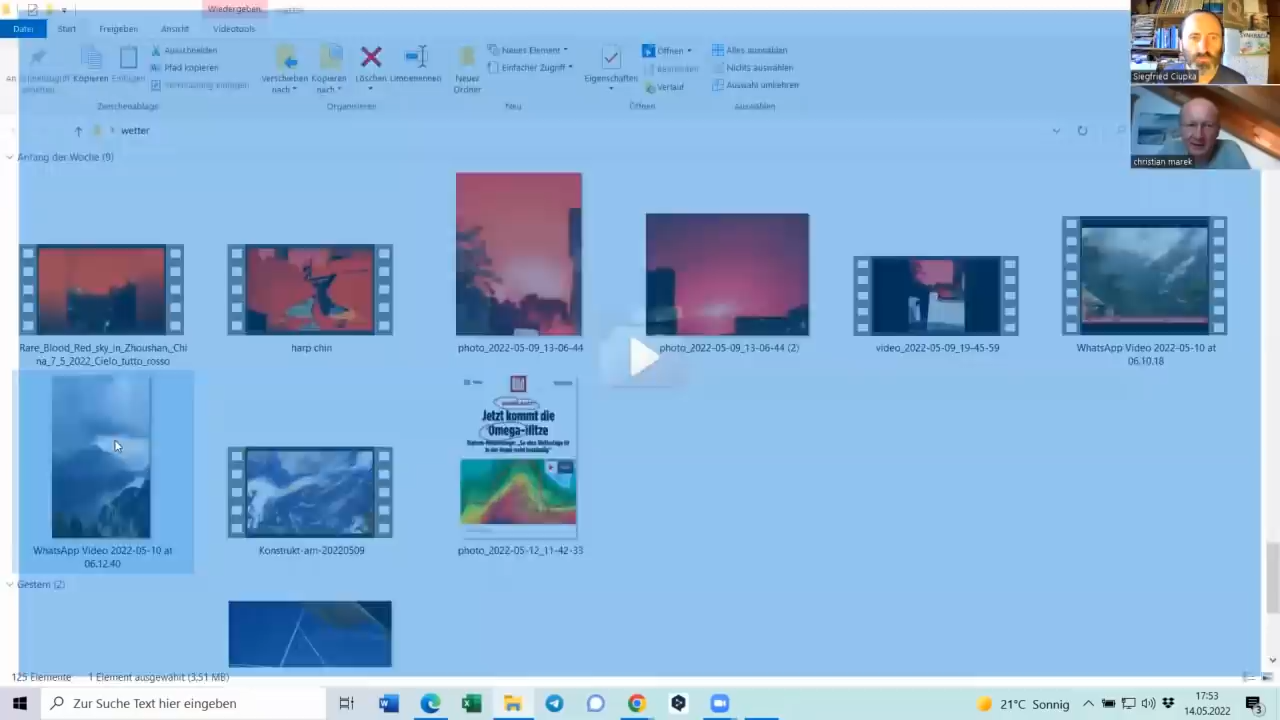 Wiedergeben
Datei Start Freigeben Ansicht Videotools
Ausschneiden
Pfad kopieren
Verknüpfung einfügen
Kopieren Einfügen
Zwischenablage
Verschieben nach Kopieren nach Löschen Umbenennen
Organisieren
Neuer Ordner
Neues Element
Einfacher Zugriff
Neu
Eigenschaften
Öffnen
Bearbeiten
Verlauf
Öffnen
Alles auswählen
Nichts auswählen
Auswahl umkehren
Auswählen
Siegfried Ciupka
christian marek
wetter
Anfang der Woche (9)
Rare_Blood_Red_sky_in_Zhoushan,_Chi
na_7_5_2022_Cielo_tutto_rosso
harp chin
photo_2022-05-09_13-06-44
photo_2022-05-09_13-06-44 (2)
video_2022-05-09_19-45-59
WhatsApp Video 2022-05-10 at
06.10.18
BILD
Jetzt kommt die
Omega-Hitze
WhatsApp Video 2022-05-10 at
06.12.40
Konstrukt-am-20220509
photo_2022-05-12_11-42-33
Gestern (2)
125 Elemente 1 Element ausgewählt (3,51 MB)
Zur Suche Text hier eingeben
21°C Sonnig
17:53
14.05.2022
3